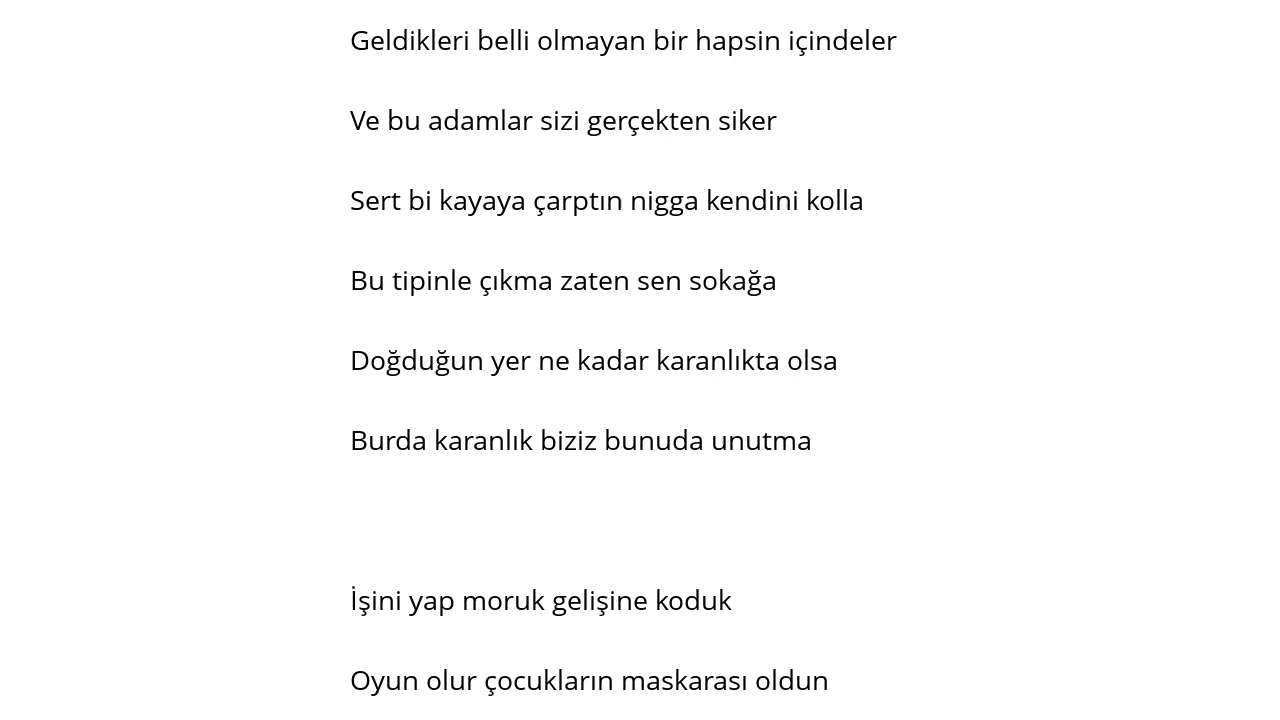 Geldikleri belli olmayan bir hapsin içindeler
Ve bu adamlar sizi gerçekten siker
Sert bi kayaya çarptın nigga kendini kolla
Bu tipinle çıkma zaten sen sokağa
Doğduğun yer ne kadar karanlıkta olsa
Burda karanlık biziz bunuda unutma
İşini yap moruk gelişine koduk
Oyun olur çocukların maskarası oldun